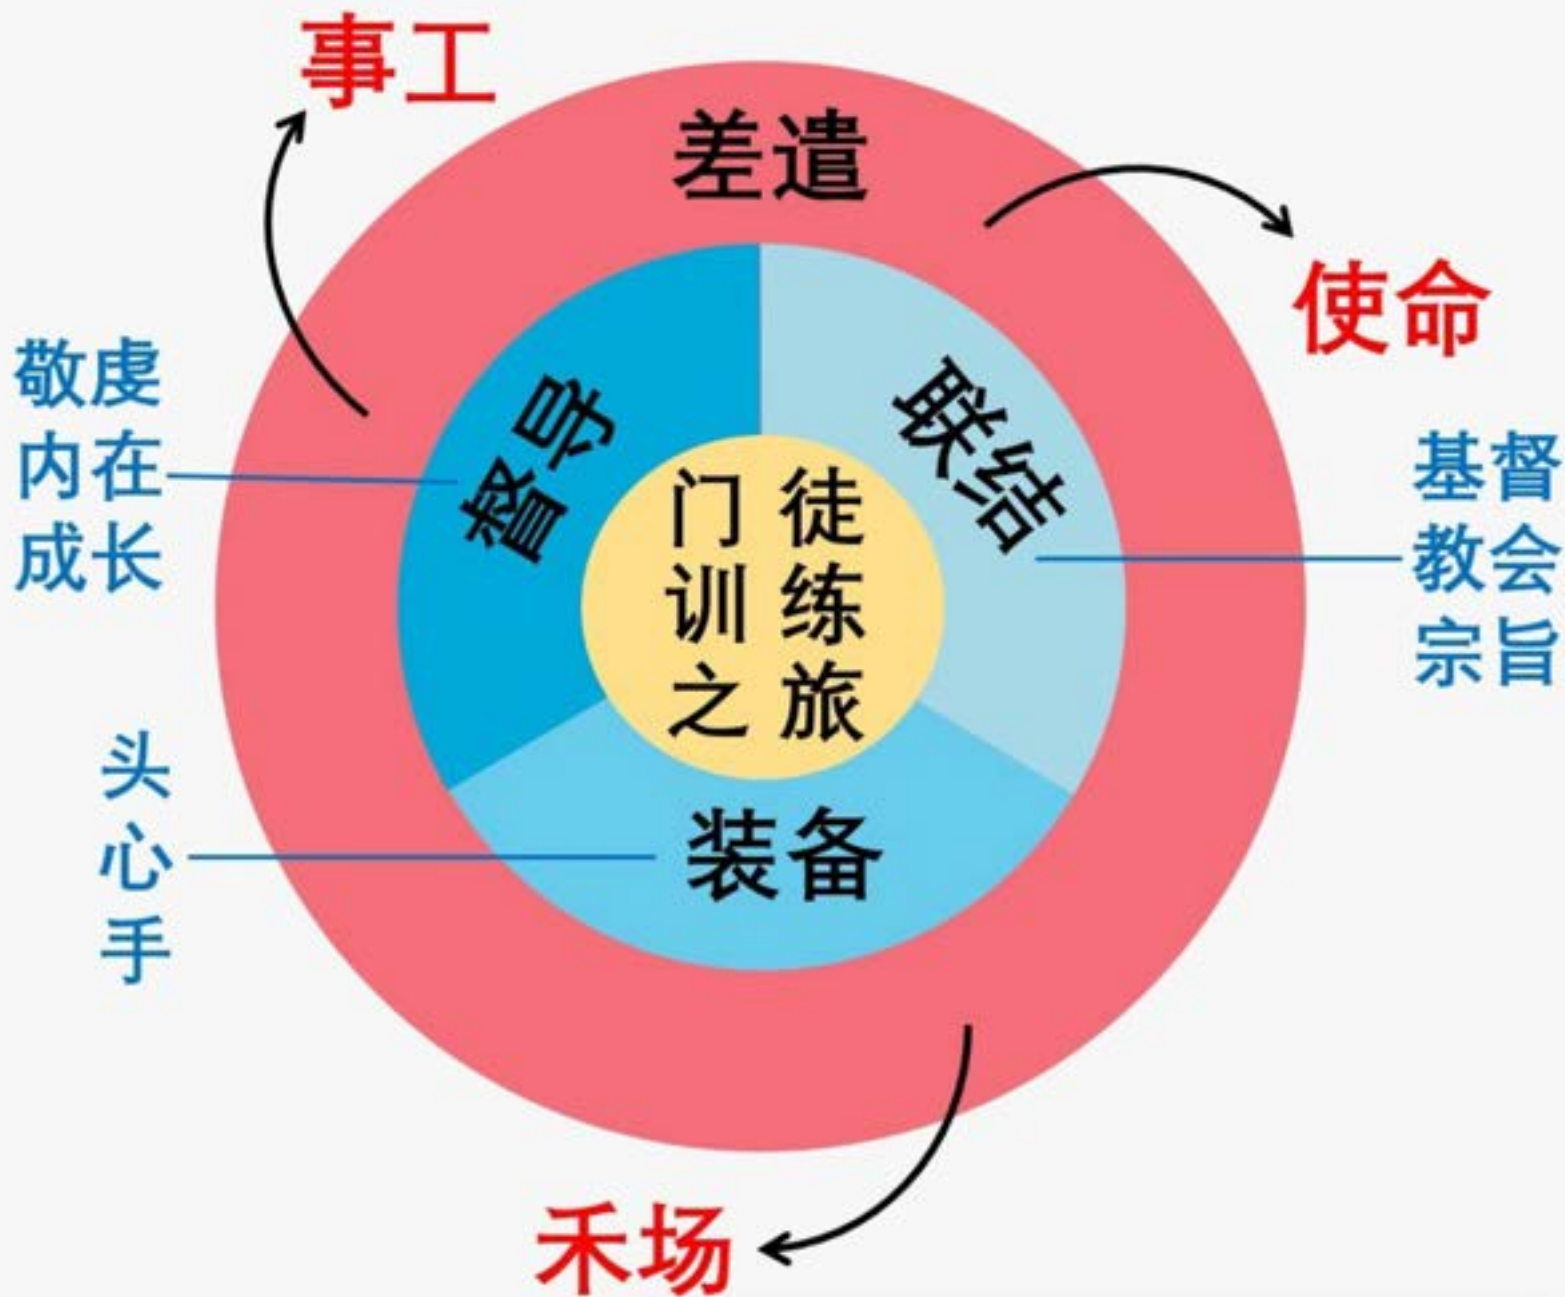 事工
差遣
使命
敬虔
内在
成长
督导
联结
基督
教会
宗旨
门徒
训练
之旅
头
心
手
装备
禾场